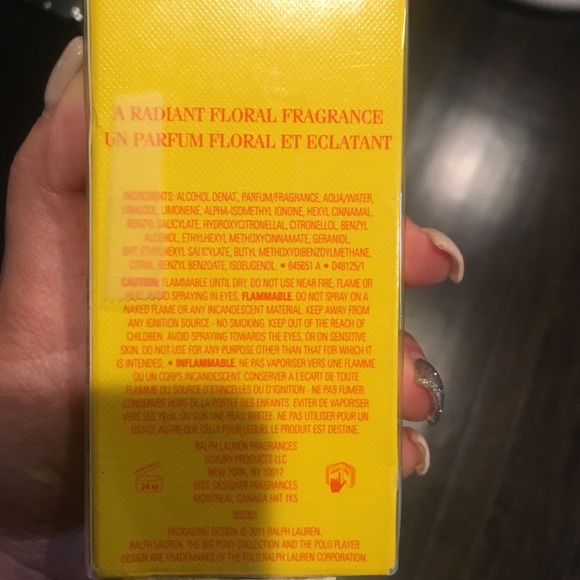 A RADIANT FLORAL FRAGRANCE
UN PARFUM FLORAL ET ECLATANT
INGREDIENTS: ALCOHOL DENAT., PARFUM/FRAGRANCE, AQUA/WATER,
LINALOOL, LIMONENE, ALPHA-ISOMETHYL IONONE, HEXYL CINNAMAL,
BENZYL SALICYLATE, HYDROXYCITRONELLAL, CITRONELLOL, BENZYL
ALCOHOL, ETHYLHEXYL METHOXYCINNAMATE, GERANIOL,
BHT, ETHYLHEXYL SALICYLATE, BUTYL METHOXYDIBENZOYLMETHANE,
CITRAL, BENZYL BENZOATE, ISOEUGENOL. • 645651 A • D48125/1
CAUTION: FLAMMABLE UNTIL DRY. DO NOT USE NEAR FIRE, FLAME OR
HEAT. AVOID SPRAYING IN EYES. FLAMMABLE. DO NOT SPRAY ON A
NAKED FLAME OR ANY INCANDESCENT MATERIAL. KEEP AWAY FROM
ANY IGNITION SOURCE - NO SMOKING. KEEP OUT OF THE REACH OF
CHILDREN. AVOID SPRAYING TOWARDS THE EYES, OR ON SENSITIVE
SKIN. DO NOT USE FOR ANY PURPOSE OTHER THAN THAT FOR WHICH IT
IS INTENDED. • INFLAMMABLE. NE PAS VAPORISER VERS UNE FLAMME
OU UN CORPS INCANDESCENT. CONSERVER A L'ECART DE TOUTE
FLAMME OU SOURCE D'ETINCELLES OU D'IGNITION - NE PAS FUMER.
CONSERVER HORS DE LA PORTEE DES ENFANTS. EVITER DE VAPORISER
VERS LES YEUX, OU SUR UNE PEAU IRRITEE. NE PAS UTILISER POUR UN
USAGE AUTRE QUE CELUI POUR LEQUEL LE PRODUIT EST DESTINE.
RALPH LAUREN FRAGRANCES
LUXURY PRODUCTS LLC
NEW YORK, NY 10017
DIST. DESIGNER FRAGRANCES
MONTREAL, CANADA H4T 1K5
24 M
PACKAGING DESIGN © 2011 RALPH LAUREN.
RALPH LAUREN, THE BIG PONY COLLECTION AND THE POLO PLAYER
DESIGN ARE TRADEMARKS OF THE POLO RALPH LAUREN CORPORATION.